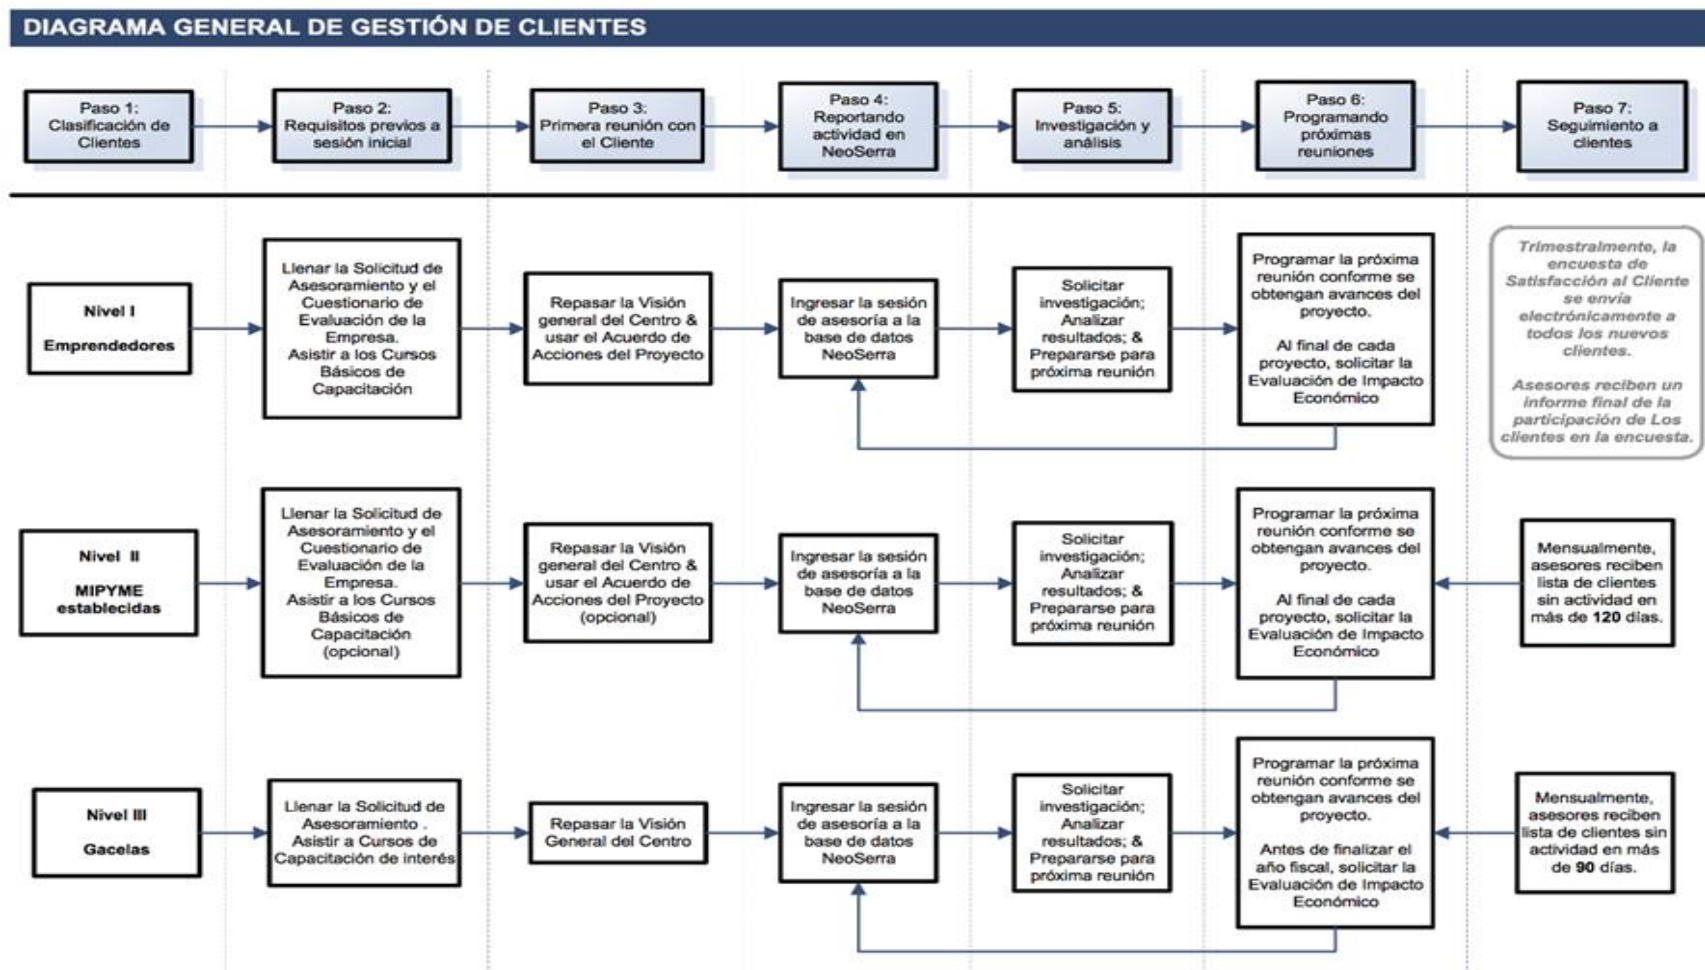 DIAGRAMA GENERAL DE GESTIÓN DE CLIENTES
Paso 1:
Clasificación de
Clientes
Paso 2:
Requisitos previos a
sesión inicial
Paso 3:
Primera reunión con
el Cliente
Paso 4:
Reportando
actividad en
NeoSerra
Paso 5:
Investigación y
análisis
Paso 6:
Programando
próximas
reuniones
Paso 7:
Seguimiento a
clientes
Nivel I
Emprendedores
Llenar la Solicitud de
Asesoramiento y el
Cuestionario de
Evaluación de la
Empresa.
Asistir a los Cursos
Básicos de
Capacitación
Repasar la Visión
general del Centro &
usar el Acuerdo de
Acciones del Proyecto
Ingresar la sesión
de asesoría a la
base de datos
NeoSerra
Solicitar
investigación;
Analizar
resultados; &
Prepararse para
próxima reunión
Programar la próxima
reunión conforme se
obtengan avances del
proyecto.
Al final de cada
proyecto, solicitar la
Evaluación de Impacto
Económico
Trimestralmente, la
encuesta de
Satisfacción al Cliente
se envía
electrónicamente a
todos los nuevos
clientes.
Asesores reciben un
informe final de la
participación de Los
clientes en la encuesta.
Nivel II
MIPYME
establecidas
Llenar la Solicitud de
Asesoramiento y el
Cuestionario de
Evaluación de la
Empresa.
Asistir a los Cursos
Básicos de
Capacitación
(opcional)
Repasar la Visión
general del Centro &
usar el Acuerdo de
Acciones del Proyecto
(opcional)
Ingresar la sesión
de asesoría a la
base de datos
NeoSerra
Solicitar
investigación;
Analizar
resultados; &
Prepararse para
próxima reunión
Programar la próxima
reunión conforme se
obtengan avances del
proyecto.
Al final de cada
proyecto, solicitar la
Evaluación de Impacto
Económico
Mensualmente,
asesores reciben
lista de clientes
sin actividad en
más de 120 días.
Nivel III
Gacelas
Llenar la Solicitud de
Asesoramiento .
Asistir a Cursos de
Capacitación de interés
Repasar la Visión
General del Centro
Ingresar la sesión
de asesoría a la
base de datos
NeoSerra
Solicitar
investigación;
Analizar
resultados; &
Prepararse para
próxima reunión
Programar la próxima
reunión conforme se
obtengan avances del
proyecto.
Antes de finalizar el
año fiscal, solicitar la
Evaluación de Impacto
Económico
Mensualmente,
asesores reciben
lista de clientes sin
actividad en más
de 90 días.